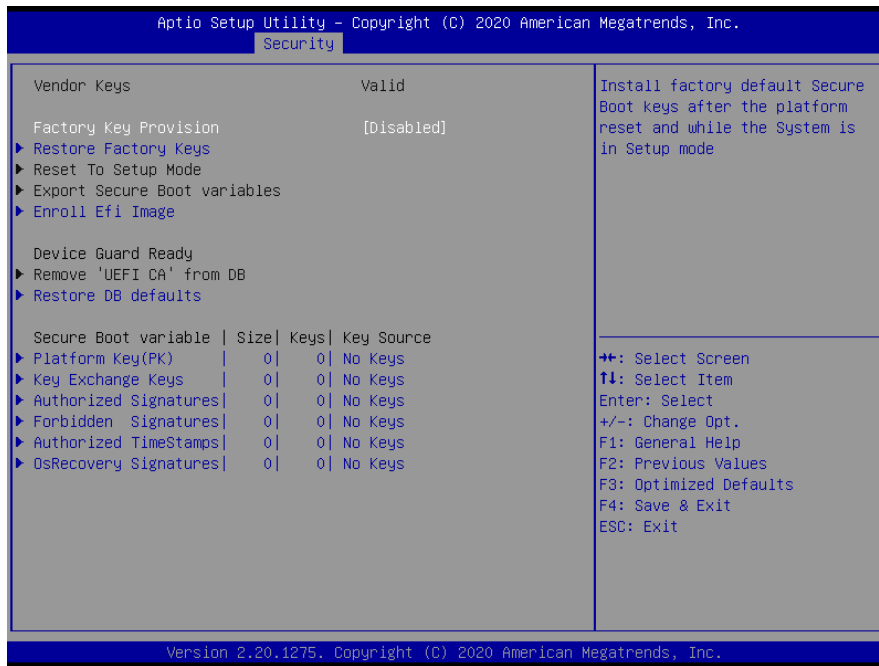 Aptio Setup Utility – Copyright (C) 2020 American Megatrends, Inc.
Security
Vendor Keys Valid
Factory Key Provision [Disabled]
Restore Factory Keys
Reset To Setup Mode
Export Secure Boot variables
Enroll Efi Image
Device Guard Ready
Remove 'UEFI CA' from DB
Restore DB defaults
Secure Boot variable | Size| Keys| Key Source
Platform Key(PK) | 0| 0| No Keys
Key Exchange Keys | 0| 0| No Keys
Authorized Signatures| 0| 0| No Keys
Forbidden Signatures| 0| 0| No Keys
Authorized TimeStamps| 0| 0| No Keys
OsRecovery Signatures| 0| 0| No Keys
Install factory default Secure
Boot keys after the platform
reset and while the System is
in Setup mode
→←: Select Screen
↑↓: Select Item
Enter: Select
+/-: Change Opt.
F1: General Help
F2: Previous Values
F3: Optimized Defaults
F4: Save & Exit
ESC: Exit
Version 2.20.1275. Copyright (C) 2020 American Megatrends, Inc.